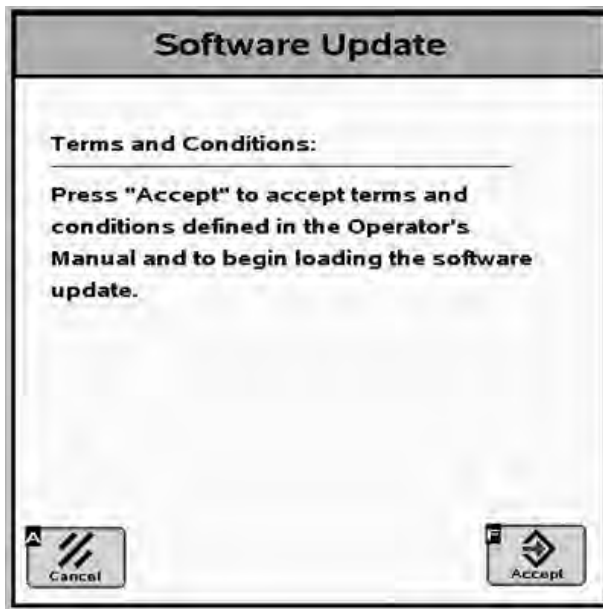 Software Update
Terms and Conditions:
Press "Accept" to accept terms and
conditions defined in the Operator's
Manual and to begin loading the software
update.
A
Cancel
F
Accept